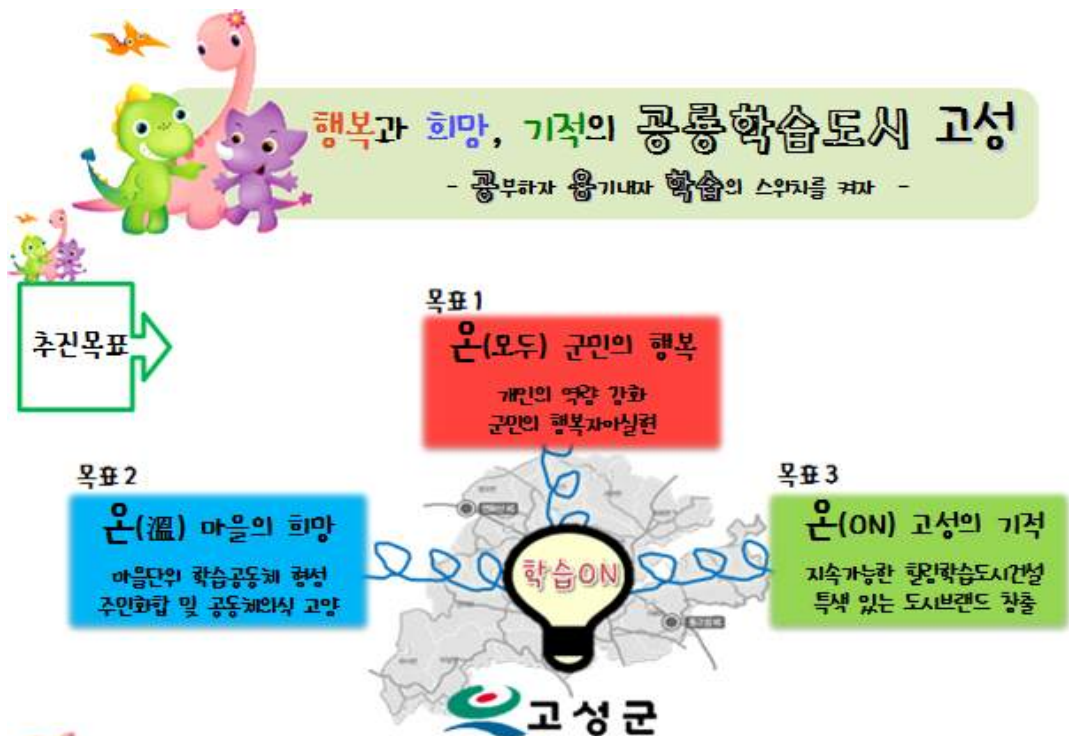 행복과 희망, 기적의 공룡학습도시 고성
- 공부하자 용기내자 학습의 스위치를 켜자 -
추진목표
목표 1
온(모두) 군민의 행복
개인의 역량 강화
군민의 행복자아실현
목표 2
온(溫) 마을의 희망
마을단위 학습공동체 형성
주민화합 및 공동체의식 고양
목표 3
온(ON) 고성의 기적
지속가능한 힐링학습도시건설
특색 있는 도시브랜드 창출
학습ON
고성군